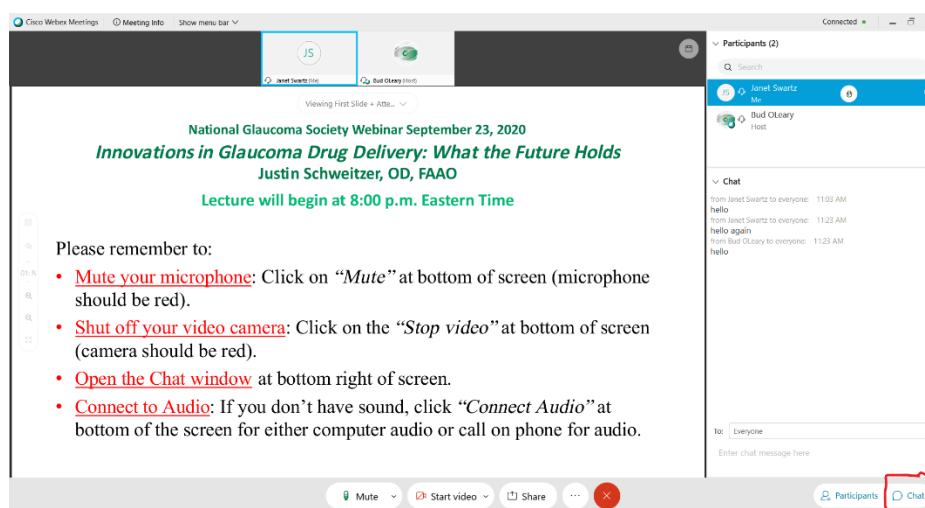 Cisco Webex Meetings Meeting Info Show menu bar Connected
JS
Janet Swartz (Me) Bud OLeary (Host)
Viewing First Slide + Atte...
National Glaucoma Society Webinar September 23, 2020
Innovations in Glaucoma Drug Delivery: What the Future Holds
Justin Schweitzer, OD, FAAO
Lecture will begin at 8:00 p.m. Eastern Time
Please remember to:
• Mute your microphone: Click on “Mute” at bottom of screen (microphone
should be red).
• Shut off your video camera: Click on the “Stop video” at bottom of screen
(camera should be red).
• Open the Chat window at bottom right of screen.
• Connect to Audio: If you don’t have sound, click “Connect Audio” at
bottom of the screen for either computer audio or call on phone for audio.
Participants (2)
Search
JS Janet Swartz
Me
Bud OLeary
Host
Chat
from Janet Swartz to everyone: 11:03 AM
hello
from Janet Swartz to everyone: 11:23 AM
hello again
from Bud OLeary to everyone: 11:23 AM
hello
To: Everyone
Enter chat message here
Mute Start video Share Participants Chat